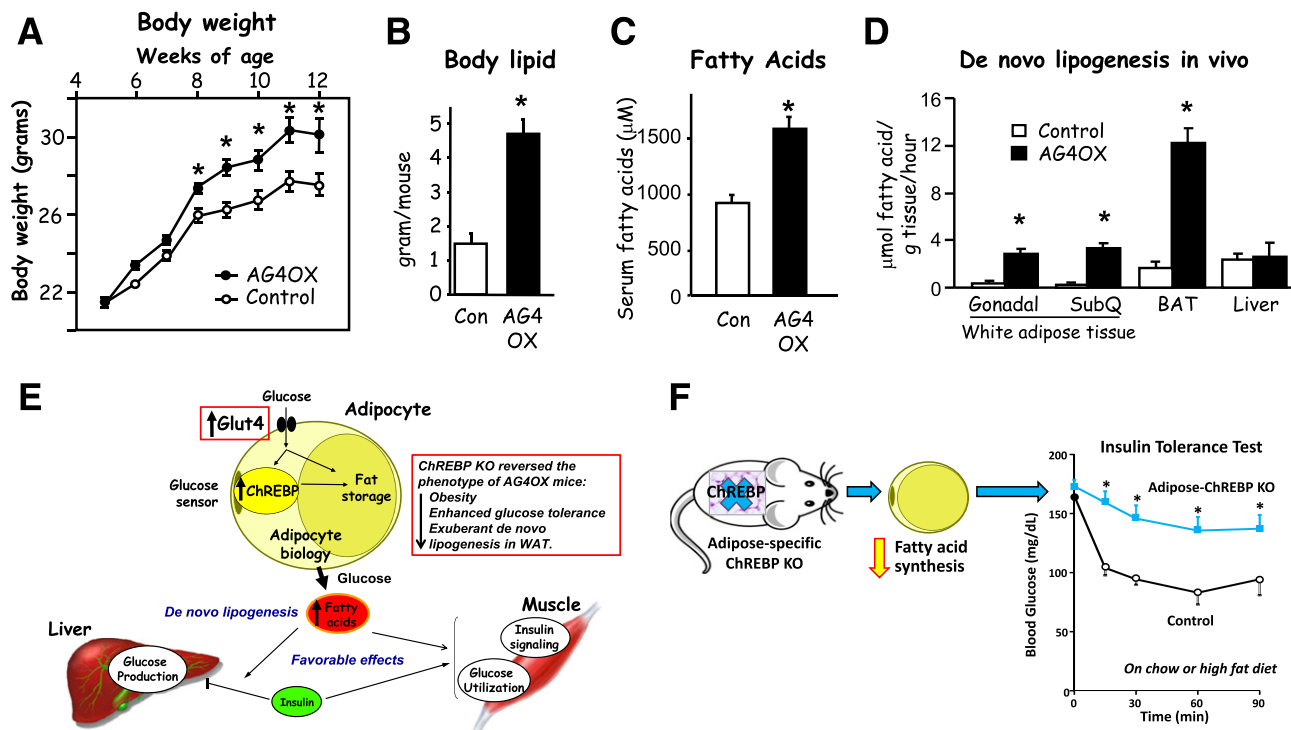 A
Body weight
Weeks of age
4 6 8 10 12
Body weight (grams)
30
26
22
* * * * *
AG4OX
Control
B
Body lipid
gram/mouse
5
4
3
2
1
0
*
Con AG4
OX
C
Fatty Acids
Serum fatty acids (µM)
1500
1000
500
0
*
Con AG4
OX
D
De novo lipogenesis in vivo
µmol fatty acid/
g tissue/hour
16
12
8
4
0
Control
AG4OX
* * *
Gonadal SubQ BAT Liver
White adipose tissue
E
Glucose
Glut4
Adipocyte
Glucose
sensor
ChREBP
Fat
storage
Adipocyte
biology
ChREBP KO reversed the
phenotype of AG4OX mice:
Obesity
Enhanced glucose tolerance
Exuberant de novo
lipogenesis in WAT.
Glucose
De novo lipogenesis
Fatty
acids
Muscle
Liver
Glucose
Production
Favorable effects
Insulin
signaling
Glucose
Utilization
Insulin
F
ChREBP
Adipose-specific
ChREBP KO
Fatty acid
synthesis
Insulin Tolerance Test
Blood Glucose (mg/dL)
200
150
100
50
0
Adipose-ChREBP KO
* * * *
Control
On chow or high fat diet
0 30 60 90
Time (min)